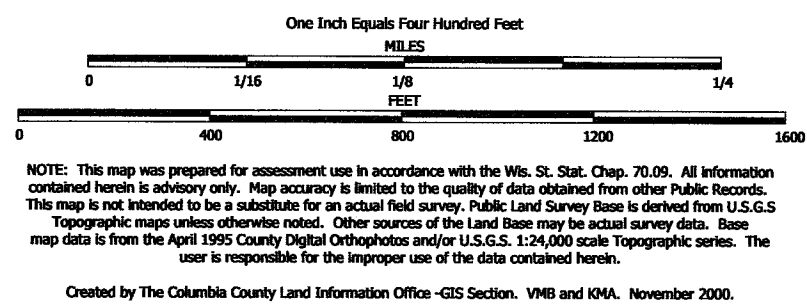 One Inch Equals Four Hundred Feet
MILES
0 1/16 1/8 1/4
FEET
0 400 800 1200 1600
NOTE: This map was prepared for assessment use in accordance with the Wis. St. Stat. Chap. 70.09. All information
contained herein is advisory only. Map accuracy is limited to the quality of data obtained from other Public Records.
This map is not intended to be a substitute for an actual field survey. Public Land Survey Base is derived from U.S.G.S
Topographic maps unless otherwise noted. Other sources of the Land Base may be actual survey data. Base
map data is from the April 1995 County Digital Orthophotos and/or U.S.G.S. 1:24,000 scale Topographic series. The
user is responsible for the improper use of the data contained herein.
Created by The Columbia County Land Information Office -GIS Section. VMB and KMA. November 2000.